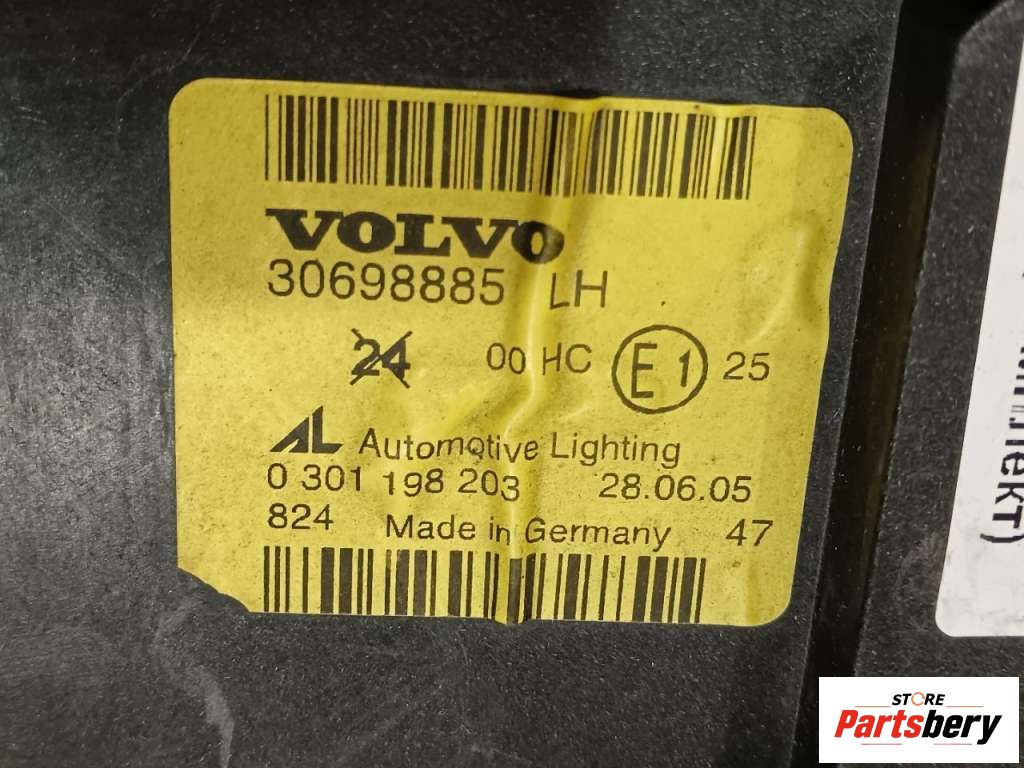 VOLVO
30698885 LH
24 00 HC E1 25
AL Automotive Lighting
0 301 198 203 28.06.05
824 Made in Germany 47
STORE
Partsbery